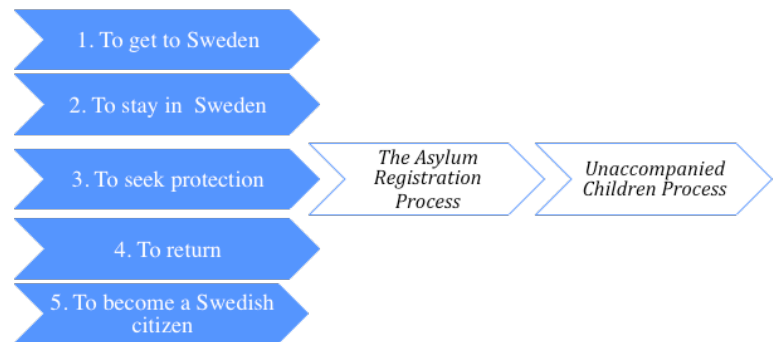 1. To get to Sweden
2. To stay in Sweden
3. To seek protection
4. To return
5. To become a Swedish
citizen
The Asylum
Registration
Process
Unaccompanied
Children Process